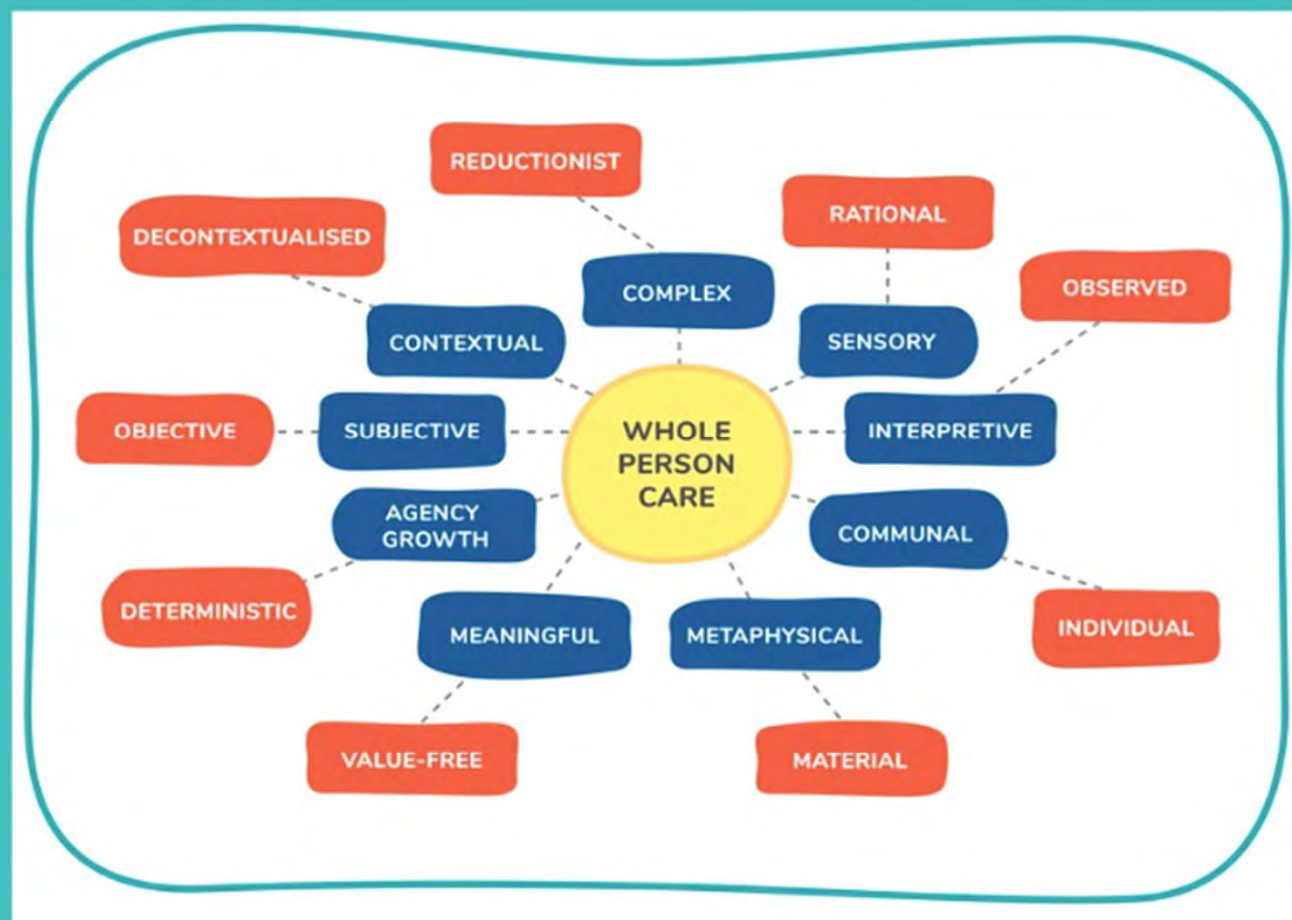 REDUCTIONIST
RATIONAL
DECONTEXTUALISED
OBSERVED
COMPLEX
CONTEXTUAL
SENSORY
OBJECTIVE
SUBJECTIVE
WHOLE
PERSON
CARE
INTERPRETIVE
AGENCY
GROWTH
COMMUNAL
DETERMINISTIC
MEANINGFUL
METAPHYSICAL
INDIVIDUAL
VALUE-FREE
MATERIAL